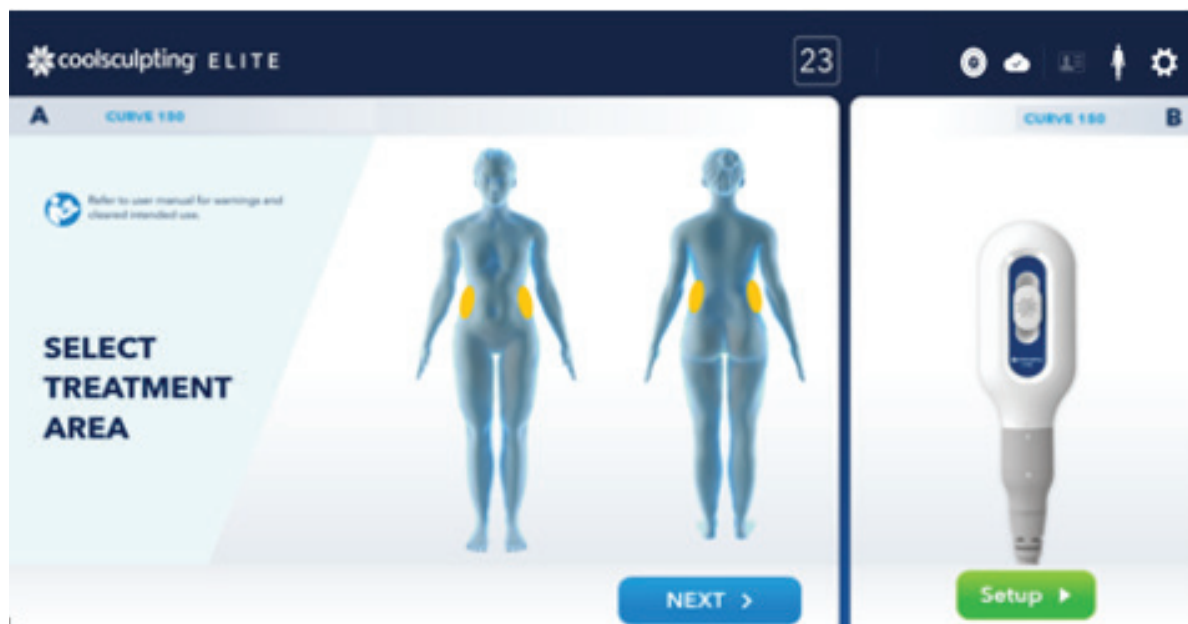 coolsculpting ELITE
23
A
CURVE 150
CURVE 150
B
Refer to user manual for warnings and
cleared intended use.
SELECT
TREATMENT
AREA
NEXT >
Setup